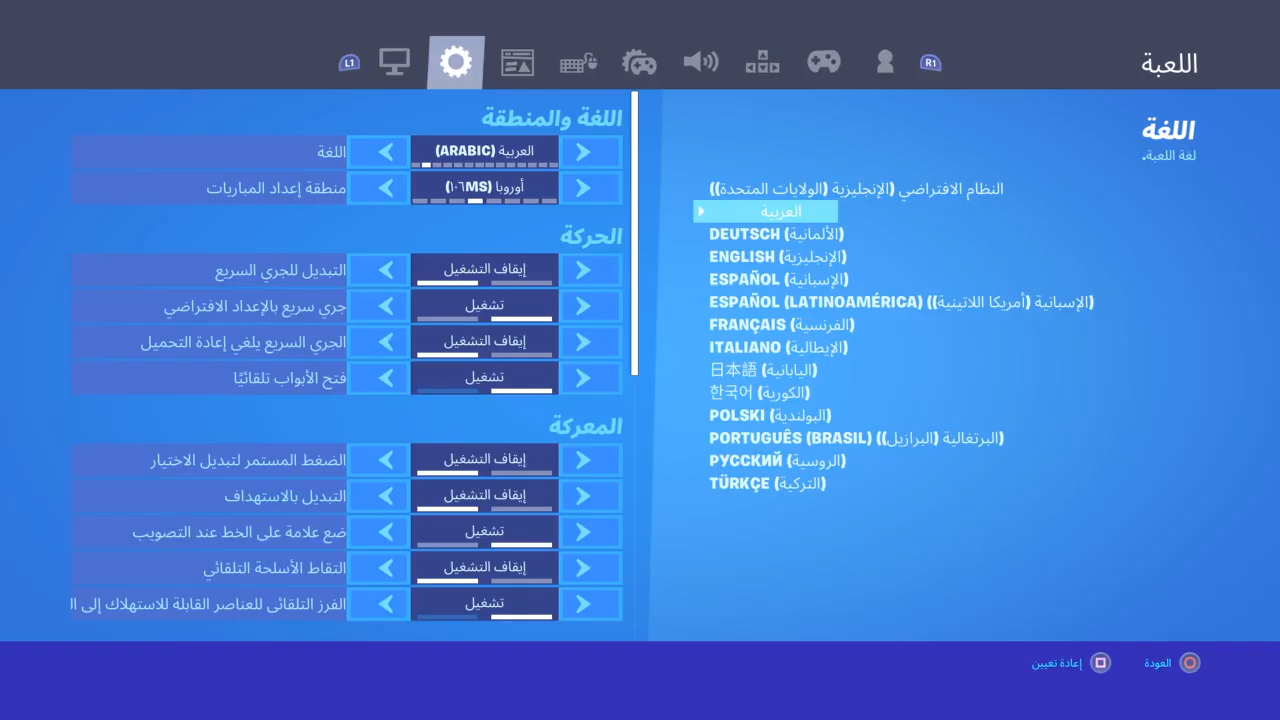 L1
R1
اللعبة
اللغة والمنطقة
اللغة
العربية (ARABIC)
منطقة إعداد المباريات
أوروبا (١٠٦MS)
الحركة
التبديل للجري السريع
إيقاف التشغيل
جري سريع بالإعداد الافتراضي
تشغيل
الجري السريع يلغي إعادة التحميل
إيقاف التشغيل
فتح الأبواب تلقائيًا
تشغيل
المعركة
الضغط المستمر لتبديل الاختيار
إيقاف التشغيل
التبديل بالاستهداف
إيقاف التشغيل
ضع علامة على الخط عند التصويب
تشغيل
التقاط الأسلحة التلقائي
إيقاف التشغيل
الفرز التلقائي للعناصر القابلة للاستهلاك إلى ال
تشغيل
اللغة
لغة اللعبة.
النظام الافتراضي (الإنجليزية (الولايات المتحدة))
العربية
DEUTSCH (الألمانية)
ENGLISH (الإنجليزية)
ESPAÑOL (الإسبانية)
ESPAÑOL (LATINOAMÉRICA) (الإسبانية (أمريكا اللاتينية))
FRANÇAIS (الفرنسية)
ITALIANO (الإيطالية)
日本語 (اليابانية)
한국어 (الكورية)
POLSKI (البولندية)
PORTUGUÊS (BRASIL) (البرتغالية (البرازيل))
РУССКИЙ (الروسية)
TÜRKÇE (التركية)
العودة
إعادة تعيين